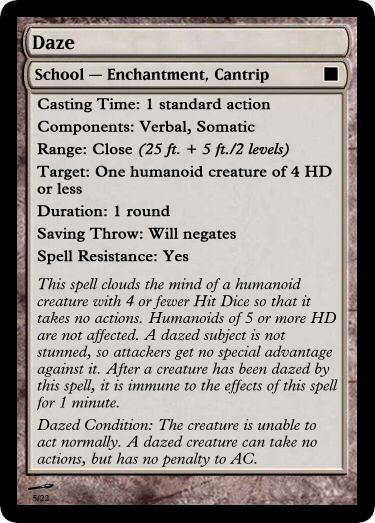 Daze
School — Enchantment, Cantrip
Casting Time: 1 standard action
Components: Verbal, Somatic
Range: Close (25 ft. + 5 ft./2 levels)
Target: One humanoid creature of 4 HD
or less
Duration: 1 round
Saving Throw: Will negates
Spell Resistance: Yes
This spell clouds the mind of a humanoid
creature with 4 or fewer Hit Dice so that it
takes no actions. Humanoids of 5 or more HD
are not affected. A dazed subject is not
stunned, so attackers get no special advantage
against it. After a creature has been dazed by
this spell, it is immune to the effects of this spell
for 1 minute.
Dazed Condition: The creature is unable to
act normally. A dazed creature can take no
actions, but has no penalty to AC.
5/22